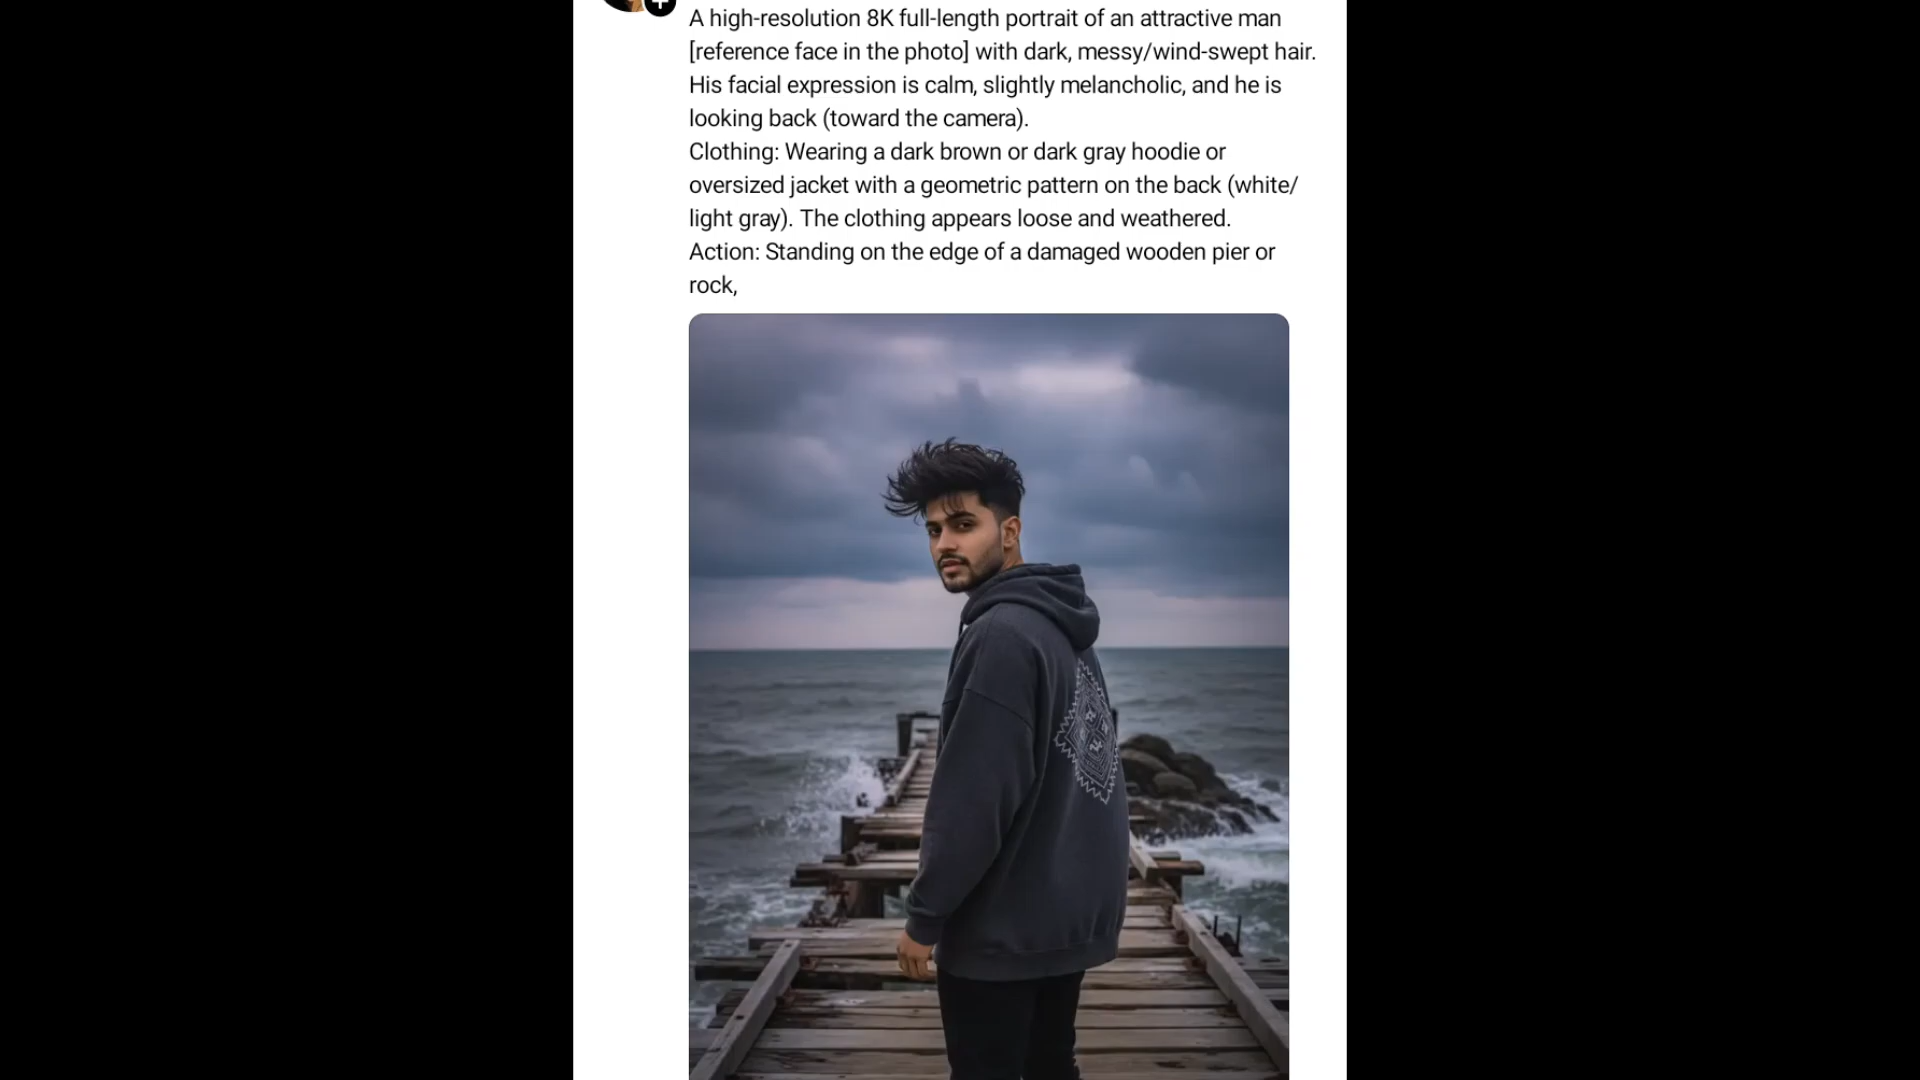 A high-resolution 8K full-length portrait of an attractive man
[reference face in the photo] with dark, messy/wind-swept hair.
His facial expression is calm, slightly melancholic, and he is
looking back (toward the camera).
Clothing: Wearing a dark brown or dark gray hoodie or
oversized jacket with a geometric pattern on the back (white/
light gray). The clothing appears loose and weathered.
Action: Standing on the edge of a damaged wooden pier or
rock,